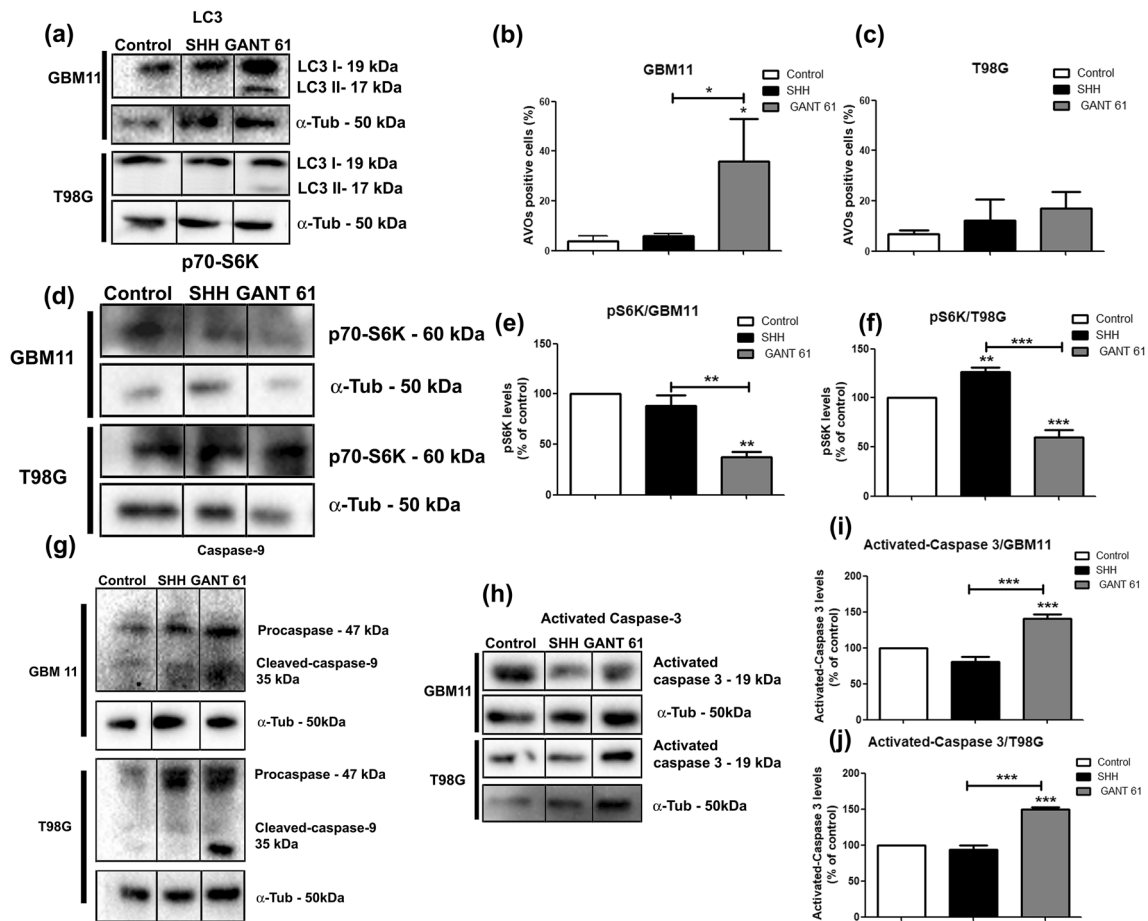 (a)
LC3
Control SHH GANT 61
GBM11
LC3 I- 19 kDa
LC3 II- 17 kDa
α-Tub - 50 kDa
T98G
LC3 I- 19 kDa
LC3 II- 17 kDa
α-Tub - 50 kDa
(b)
GBM11
Control
SHH
GANT 61
AVOs positive cells (%)
60
40
20
0
*
*
(c)
T98G
Control
SHH
GANT 61
AVOs positive cells (%)
60
40
20
0
(d)
p70-S6K
Control SHH GANT 61
GBM11
p70-S6K - 60 kDa
α-Tub - 50 kDa
T98G
p70-S6K - 60 kDa
α-Tub - 50 kDa
(e)
pS6K/GBM11
Control
SHH
GANT 61
pS6K levels
(% of control)
150
100
50
0
**
**
(f)
pS6K/T98G
Control
SHH
GANT 61
pS6K levels
(% of control)
150
100
50
0
**
***
***
(g)
Caspase-9
Control SHH GANT 61
GBM 11
Procaspase - 47 kDa
Cleaved-caspase-9
35 kDa
α-Tub - 50kDa
T98G
Procaspase - 47 kDa
Cleaved-caspase-9
35 kDa
α-Tub - 50kDa
(h)
Activated Caspase-3
Control SHH GANT 61
GBM11
Activated
caspase 3 - 19 kDa
α-Tub - 50kDa
T98G
Activated
caspase 3 - 19 kDa
α-Tub - 50kDa
(i)
Activated-Caspase 3/GBM11
Control
SHH
GANT 61
Activated-Caspase 3 levels
(% of control)
200
150
100
50
0
***
***
(j)
Activated-Caspase 3/T98G
Control
SHH
GANT 61
Activated-Caspase 3 levels
(% of control)
200
150
100
50
0
***
***